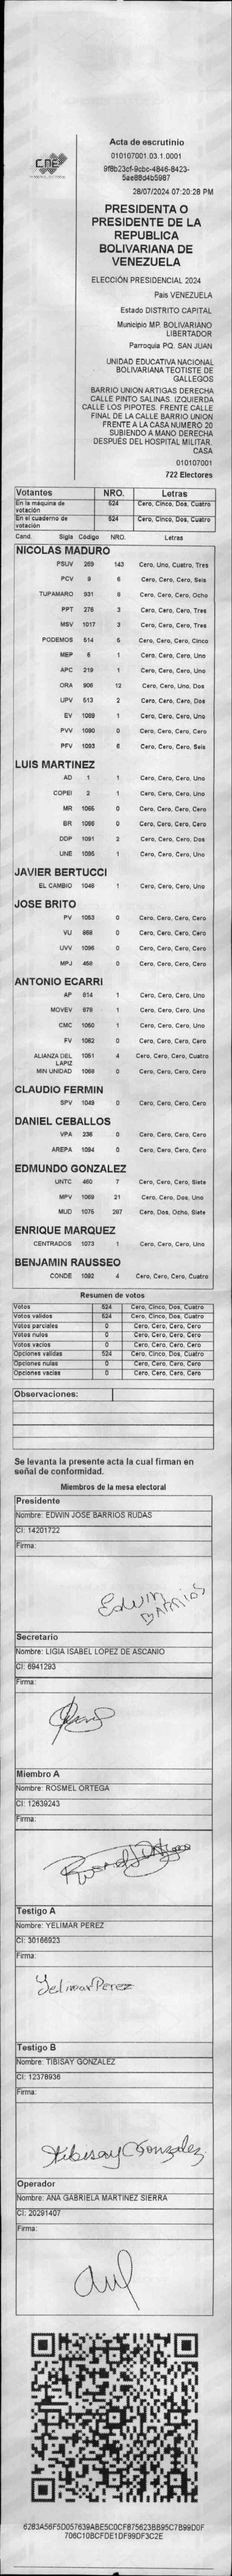 CNE
Acta de escrutinio
010107001.03.1.0001
9f8b23cf-9cbc-4846-8423-
5ae88d4b5987
28/07/2024 07:20:28 PM
PRESIDENTA O
PRESIDENTE DE LA
REPUBLICA
BOLIVARIANA DE
VENEZUELA
ELECCIÓN PRESIDENCIAL 2024
Pais VENEZUELA
Estado DISTRITO CAPITAL
Municipio MP. BOLIVARIANO
LIBERTADOR
Parroquia PQ. SAN JUAN
UNIDAD EDUCATIVA NACIONAL
BOLIVARIANA TEOTISTE DE
GALLEGOS
BARRIO UNION ARTIGAS DERECHA
CALLE PINTO SALINAS. IZQUIERDA
CALLE LOS PIPOTES. FRENTE CALLE
FINAL DE LA CALLE BARRIO UNION
FRENTE A LA CASA NUMERO 20
SUBIENDO A MANO DERECHA
DESPUÉS DEL HOSPITAL MILITAR.
CASA
010107001
722 Electores
Votantes NRO. Letras
En la máquina de votación 524 Cero, Cinco, Dos, Cuatro
En el cuaderno de votación 524 Cero, Cinco, Dos, Cuatro
Cand. Sigla Código NRO. Letras
NICOLAS MADURO
PSUV 269 143 Cero, Uno, Cuatro, Tres
PCV 9 6 Cero, Cero, Cero, Seis
TUPAMARO 931 8 Cero, Cero, Cero, Ocho
PPT 276 3 Cero, Cero, Cero, Tres
MSV 1017 3 Cero, Cero, Cero, Tres
PODEMOS 514 5 Cero, Cero, Cero, Cinco
MEP 6 1 Cero, Cero, Cero, Uno
APC 219 1 Cero, Cero, Cero, Uno
ORA 906 12 Cero, Cero, Uno, Dos
UPV 513 2 Cero, Cero, Cero, Dos
EV 1089 1 Cero, Cero, Cero, Uno
PVV 1090 0 Cero, Cero, Cero, Cero
PFV 1093 6 Cero, Cero, Cero, Seis
LUIS MARTINEZ
AD 1 1 Cero, Cero, Cero, Uno
COPEI 2 1 Cero, Cero, Cero, Uno
MR 1065 0 Cero, Cero, Cero, Cero
BR 1066 0 Cero, Cero, Cero, Cero
DDP 1091 2 Cero, Cero, Cero, Dos
UNE 1095 1 Cero, Cero, Cero, Uno
JAVIER BERTUCCI
EL CAMBIO 1048 1 Cero, Cero, Cero, Uno
JOSE BRITO
PV 1053 0 Cero, Cero, Cero, Cero
VU 868 0 Cero, Cero, Cero, Cero
UVV 1096 0 Cero, Cero, Cero, Cero
MPJ 458 0 Cero, Cero, Cero, Cero
ANTONIO ECARRI
AP 814 1 Cero, Cero, Cero, Uno
MOVEV 679 1 Cero, Cero, Cero, Uno
CMC 1050 1 Cero, Cero, Cero, Uno
FV 1062 0 Cero, Cero, Cero, Cero
ALIANZA DEL LAPIZ 1051 4 Cero, Cero, Cero, Cuatro
MIN UNIDAD 1068 0 Cero, Cero, Cero, Cero
CLAUDIO FERMIN
SPV 1049 0 Cero, Cero, Cero, Cero
DANIEL CEBALLOS
VPA 236 0 Cero, Cero, Cero, Cero
AREPA 1094 0 Cero, Cero, Cero, Cero
EDMUNDO GONZALEZ
UNTC 460 7 Cero, Cero, Cero, Siete
MPV 1069 21 Cero, Cero, Dos, Uno
MUD 1075 287 Cero, Dos, Ocho, Siete
ENRIQUE MARQUEZ
CENTRADOS 1073 1 Cero, Cero, Cero, Uno
BENJAMIN RAUSSEO
CONDE 1092 4 Cero, Cero, Cero, Cuatro
Resumen de votos
Votos 524 Cero, Cinco, Dos, Cuatro
Votos validos 524 Cero, Cinco, Dos, Cuatro
Votos parciales 0 Cero, Cero, Cero, Cero
Votos nulos 0 Cero, Cero, Cero, Cero
Votos vacios 0 Cero, Cero, Cero, Cero
Opciones validas 524 Cero, Cinco, Dos, Cuatro
Opciones nulas 0 Cero, Cero, Cero, Cero
Opciones vacias 0 Cero, Cero, Cero, Cero
Observaciones:
Se levanta la presente acta la cual firman en
señal de conformidad.
Miembros de la mesa electoral
Presidente
Nombre: EDWIN JOSE BARRIOS RUDAS
CI: 14201722
Firma:
Edwin
BARRIOS
Secretario
Nombre: LIGIA ISABEL LOPEZ DE ASCANIO
CI: 6941293
Firma:
Miembro A
Nombre: ROSMEL ORTEGA
CI: 12639243
Firma:
Testigo A
Nombre: YELIMAR PEREZ
CI: 30166923
Firma:
Yelimar Perez
Testigo B
Nombre: TIBISAY GONZALEZ
CI: 12378936
Firma:
Tibisay Gonzalez
Operador
Nombre: ANA GABRIELA MARTINEZ SIERRA
CI: 20291407
Firma:
6283A56F5D057639ABE5C0CF875623BB95C7B99D0F
706C10BCFDE1DF99DF3C2E